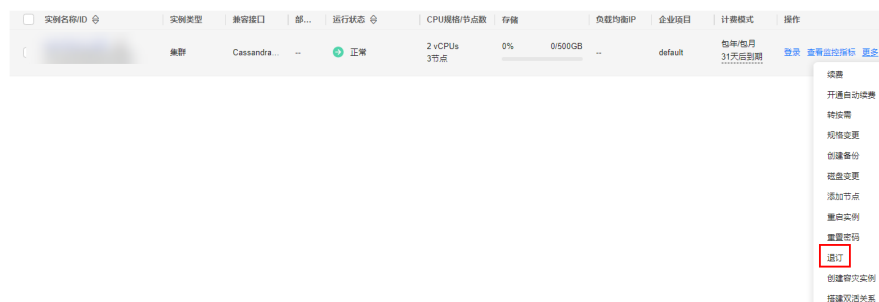 实例名称/ID 实例类型 兼容接口 部... 运行状态 CPU规格/节点数 存储 负载均衡IP 企业项目 计费模式 操作
集群 Cassandra... -- 正常 2 vCPUs 0% 0/500GB -- default 包年/包月 登录 查看监控指标 更多
3节点 31天后到期
续费
开通自动续费
转按需
规格变更
创建备份
磁盘变更
添加节点
重启实例
重置密码
退订
创建容灾实例
搭建双活关系